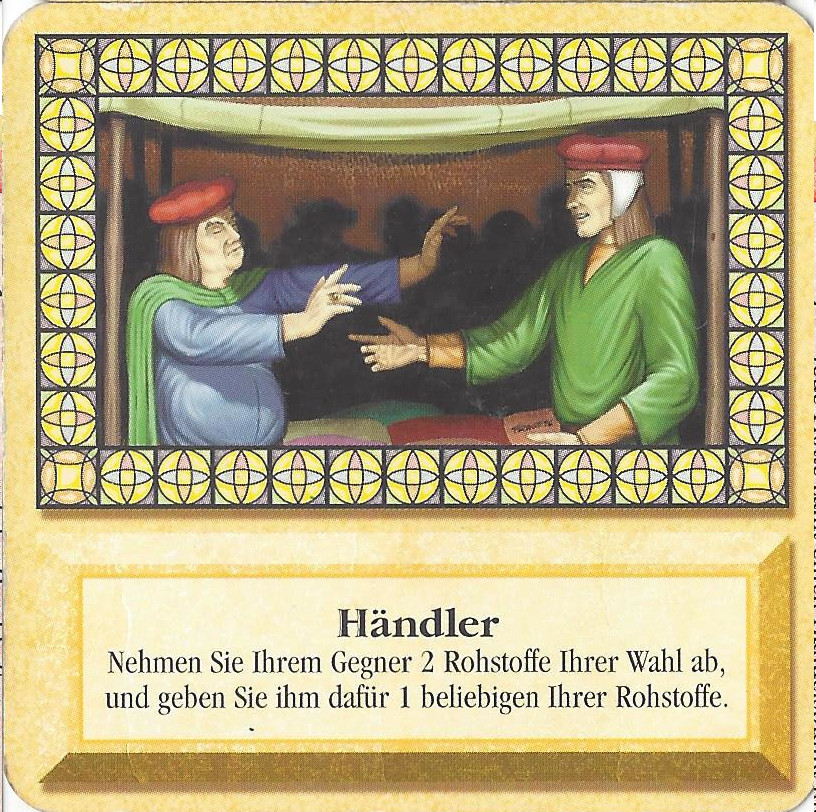 Händler
Nehmen Sie Ihrem Gegner 2 Rohstoffe Ihrer Wahl ab,
und geben Sie ihm dafür 1 beliebigen Ihrer Rohstoffe.